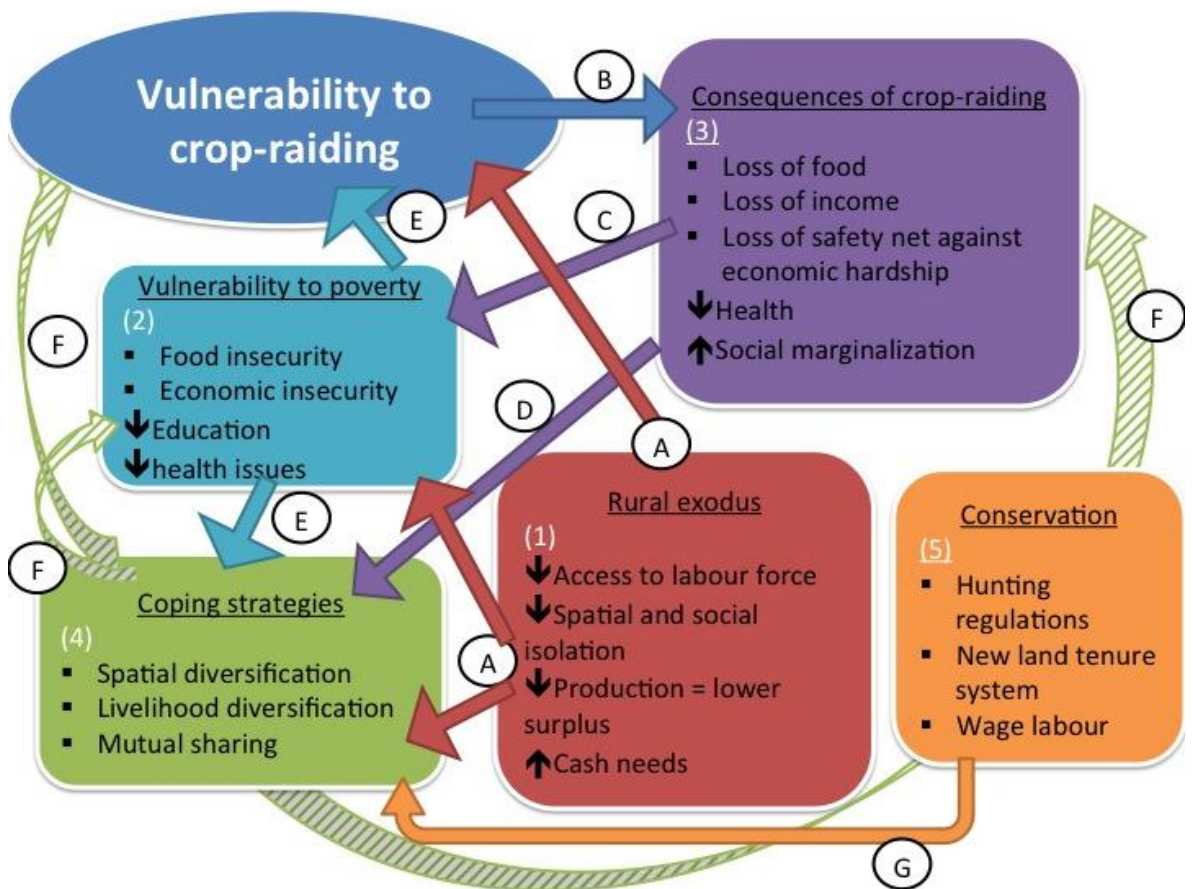 Vulnerability to
crop-raiding
B
Consequences of crop-raiding
(3)
▪ Loss of food
▪ Loss of income
▪ Loss of safety net against
economic hardship
↓Health
↑Social marginalization
E
C
F
Vulnerability to poverty
(2)
▪ Food insecurity
▪ Economic insecurity
↓Education
↓health issues
F
D
A
E
Rural exodus
(1)
↓Access to labour force
↓Spatial and social
isolation
↓Production = lower
surplus
↑Cash needs
Conservation
(5)
▪ Hunting
regulations
▪ New land tenure
system
▪ Wage labour
F
Coping strategies
(4)
▪ Spatial diversification
▪ Livelihood diversification
▪ Mutual sharing
A
G